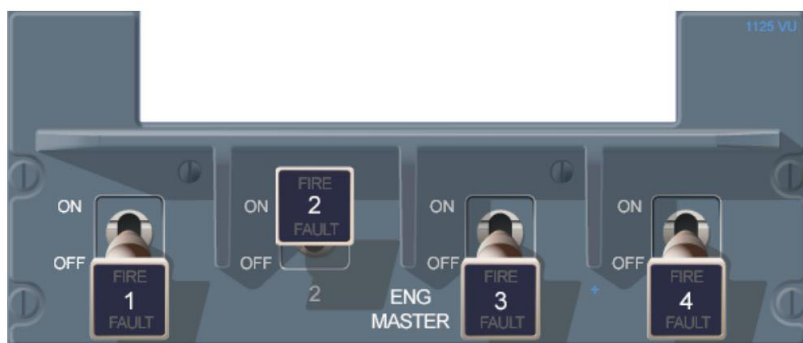 1125 VU
ON
OFF
FIRE
1
FAULT
ON
OFF
FIRE
2
FAULT
2
ENG
MASTER
ON
OFF
FIRE
3
FAULT
ON
OFF
FIRE
4
FAULT